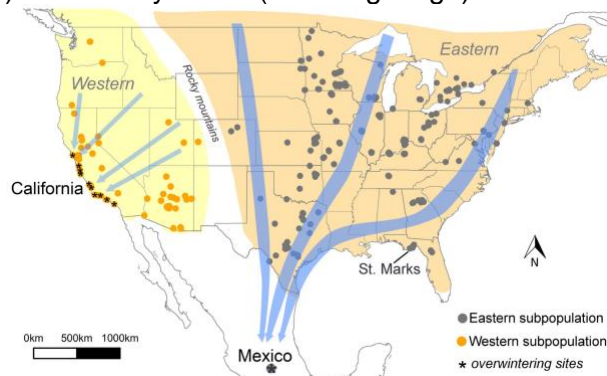 Western
Rocky mountains
Eastern
California
St. Marks
N
Mexico
0km 500km 1000km
Eastern subpopulation
Western subpopulation
* overwintering sites